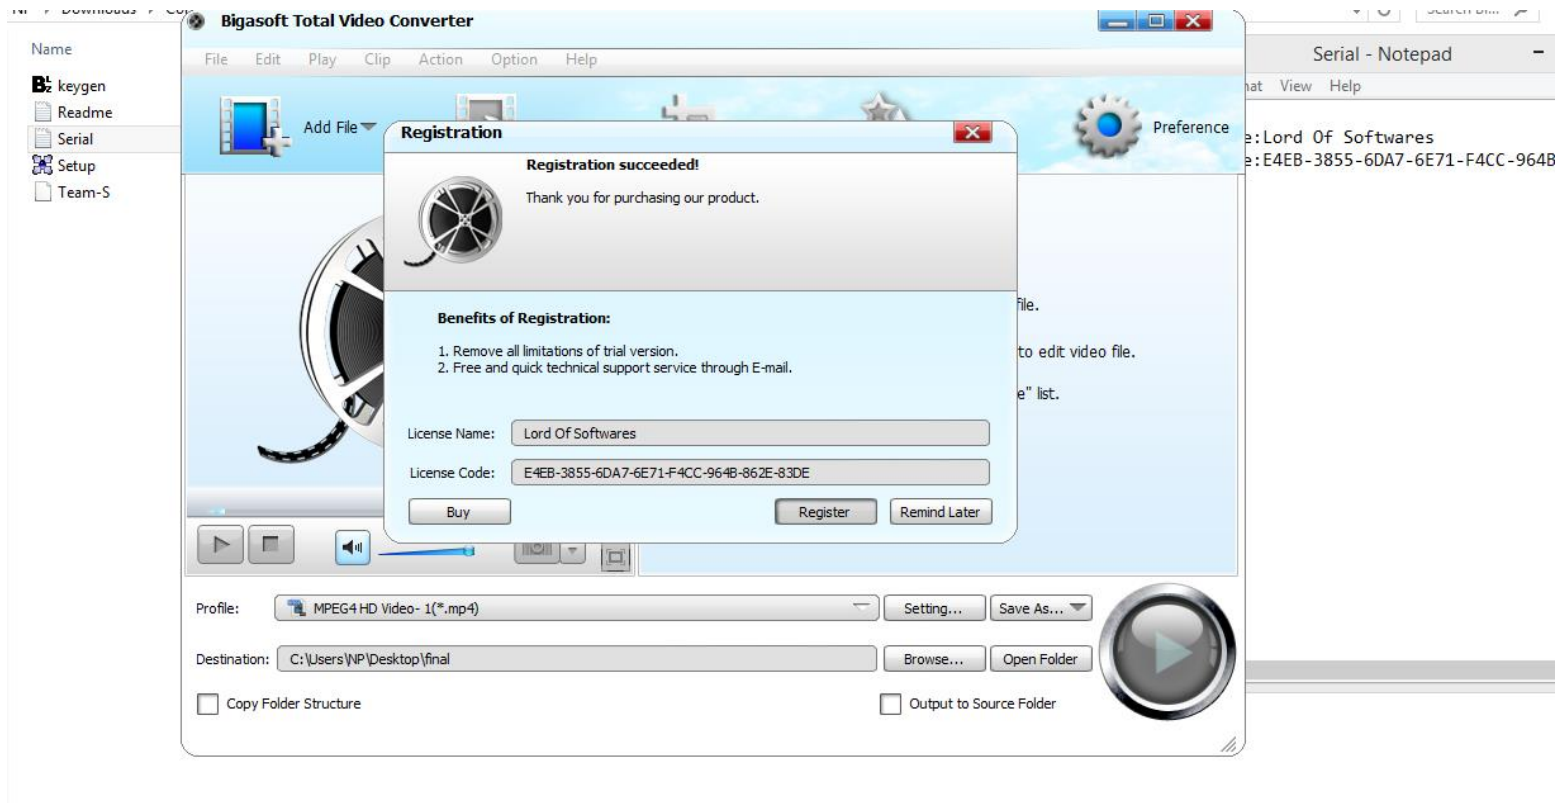 Bigasoft Total Video Converter
Serial - Notepad
Name
File Edit Play Clip Action Option Help
View Help
keygen
Readme
Serial
Setup
Team-S
Add File
Preference
e:Lord Of Softwares
e:E4EB-3855-6DA7-6E71-F4CC-964B
Registration
Registration succeeded!
Thank you for purchasing our product.
file.
Benefits of Registration:
1. Remove all limitations of trial version.
to edit video file.
2. Free and quick technical support service through E-mail.
e" list.
License Name: Lord Of Softwares
License Code: E4EB-3855-6DA7-6E71-F4CC-964B-862E-83DE
Buy Register Remind Later
Profile: MPEG4 HD Video- 1(*.mp4) Setting... Save As...
Destination: C:\Users\NP\Desktop\final Browse... Open Folder
Copy Folder Structure Output to Source Folder